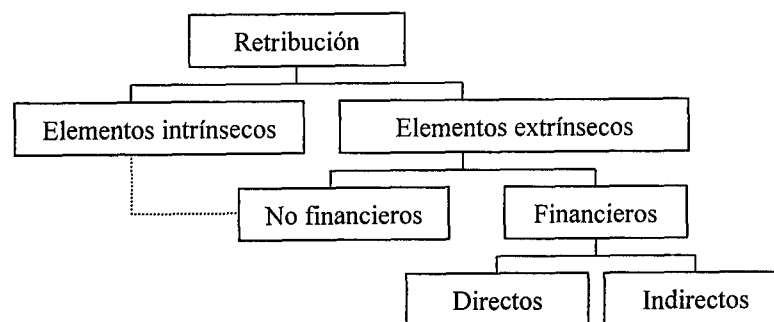 Retribución
Elementos intrínsecos
Elementos extrínsecos
No financieros
Financieros
Directos
Indirectos